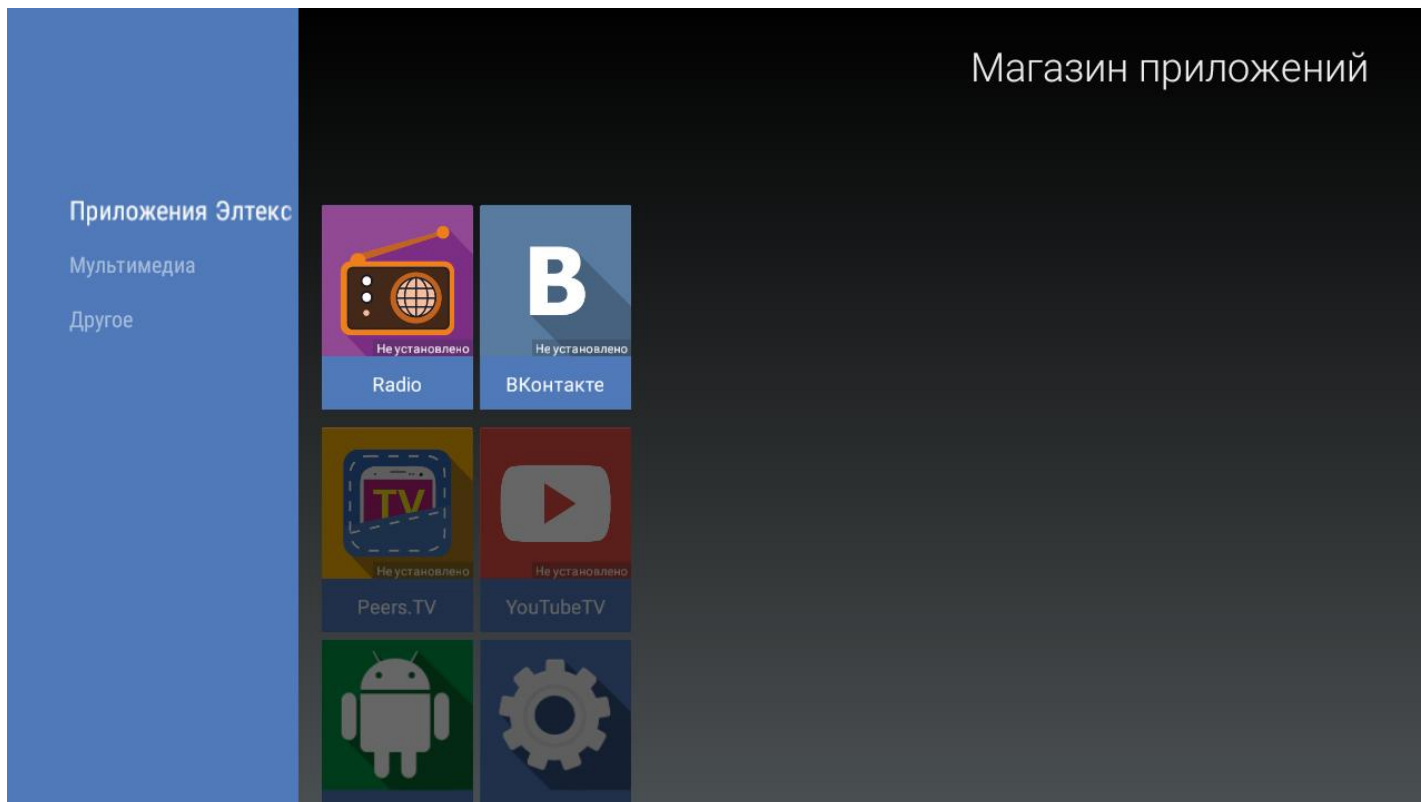 Магазин приложений
Приложения Элтекс
Мультимедиа
Другое
В
Не установлено
Не установлено
Radio
ВКонтакте
TV
Не установлено
Не установлено
Peers.TV
YouTubeTV